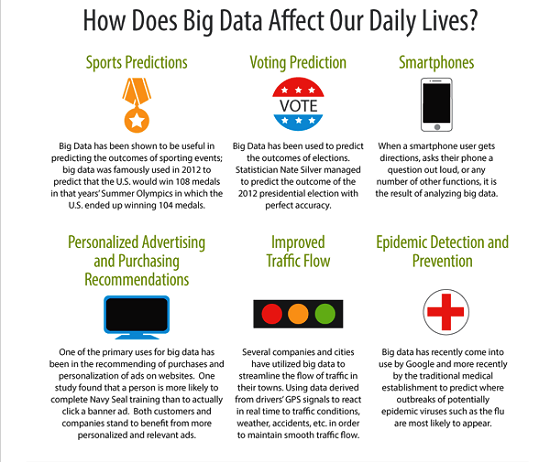 How Does Big Data Affect Our Daily Lives?
Sports Predictions
Big Data has been shown to be useful in
predicting the outcomes of sporting events;
big data was famously used in 2012 to
predict that the U.S. would win 108 medals
in that years' Summer Olympics in which the
U.S. ended up winning 104 medals.
Voting Prediction
VOTE
Big Data has been used to predict
the outcomes of elections.
Statistician Nate Silver managed
to predict the outcome of the
2012 presidential election with
perfect accuracy.
Smartphones
When a smartphone user gets
directions, asks their phone a
question out loud, or any
number of other functions, it is
the result of analyzing big data.
Personalized Advertising
and Purchasing
Recommendations
One of the primary uses for big data has
been in the recommending of purchases and
personalization of ads on websites. One
study found that a person is more likely to
complete Navy Seal training than to actually
click a banner ad. Both customers and
companies stand to benefit from more
personalized and relevant ads.
Improved
Traffic Flow
Several companies and cities
have utilized big data to
streamline the flow of traffic in
their towns. Using data derived
from drivers' GPS signals to react
in real time to traffic conditions,
weather, accidents, etc. in order
to maintain smooth traffic flow.
Epidemic Detection and
Prevention
Big data has recently come into
use by Google and more recently
by the traditional medical
establishment to predict where
outbreaks of potentially
epidemic viruses such as the flu
are most likely to appear.